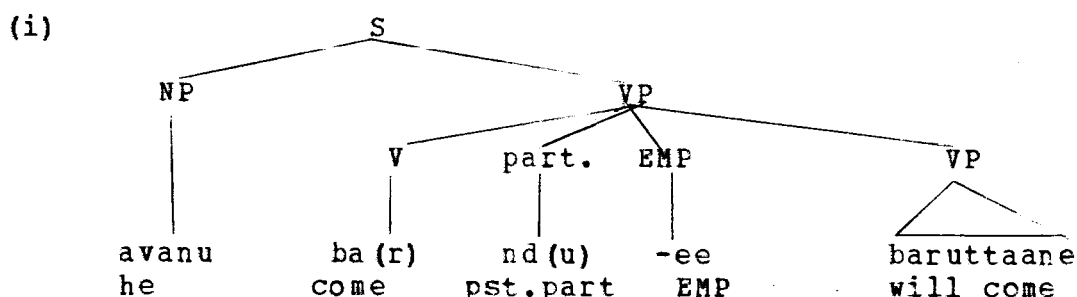 (i)
S
NP VP
V part. EMP VP
avanu ba(r) nd(u) -ee baruttaane
he come pst.part EMP will come